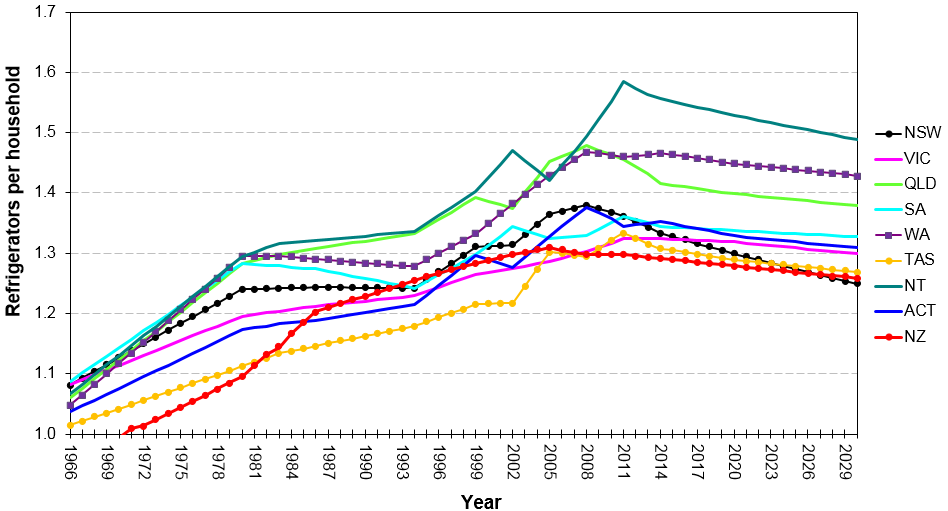 1.7
1.6
1.5
1.4
1.3
1.2
1.1
1.0
Refrigerators per household
1966 1969 1972 1975 1978 1981 1984 1987 1990 1993 1996 1999 2002 2005 2008 2011 2014 2017 2020 2023 2026 2029
Year
NSW
VIC
QLD
SA
WA
TAS
NT
ACT
NZ